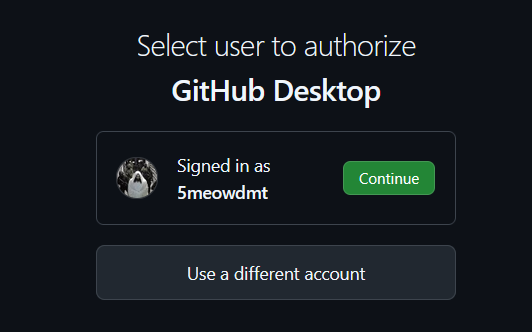 Select user to authorize
GitHub Desktop
Signed in as
5meowdmt
Continue
Use a different account